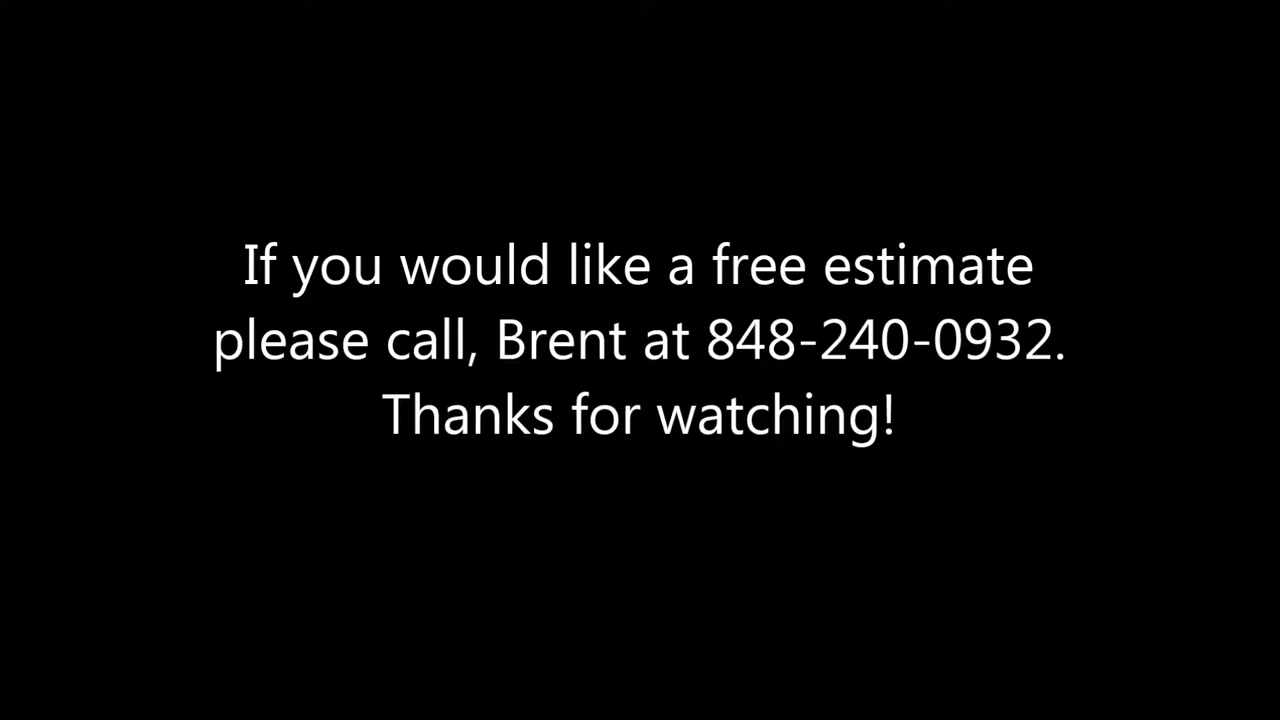 If you would like a free estimate
please call, Brent at 848-240-0932.
Thanks for watching!